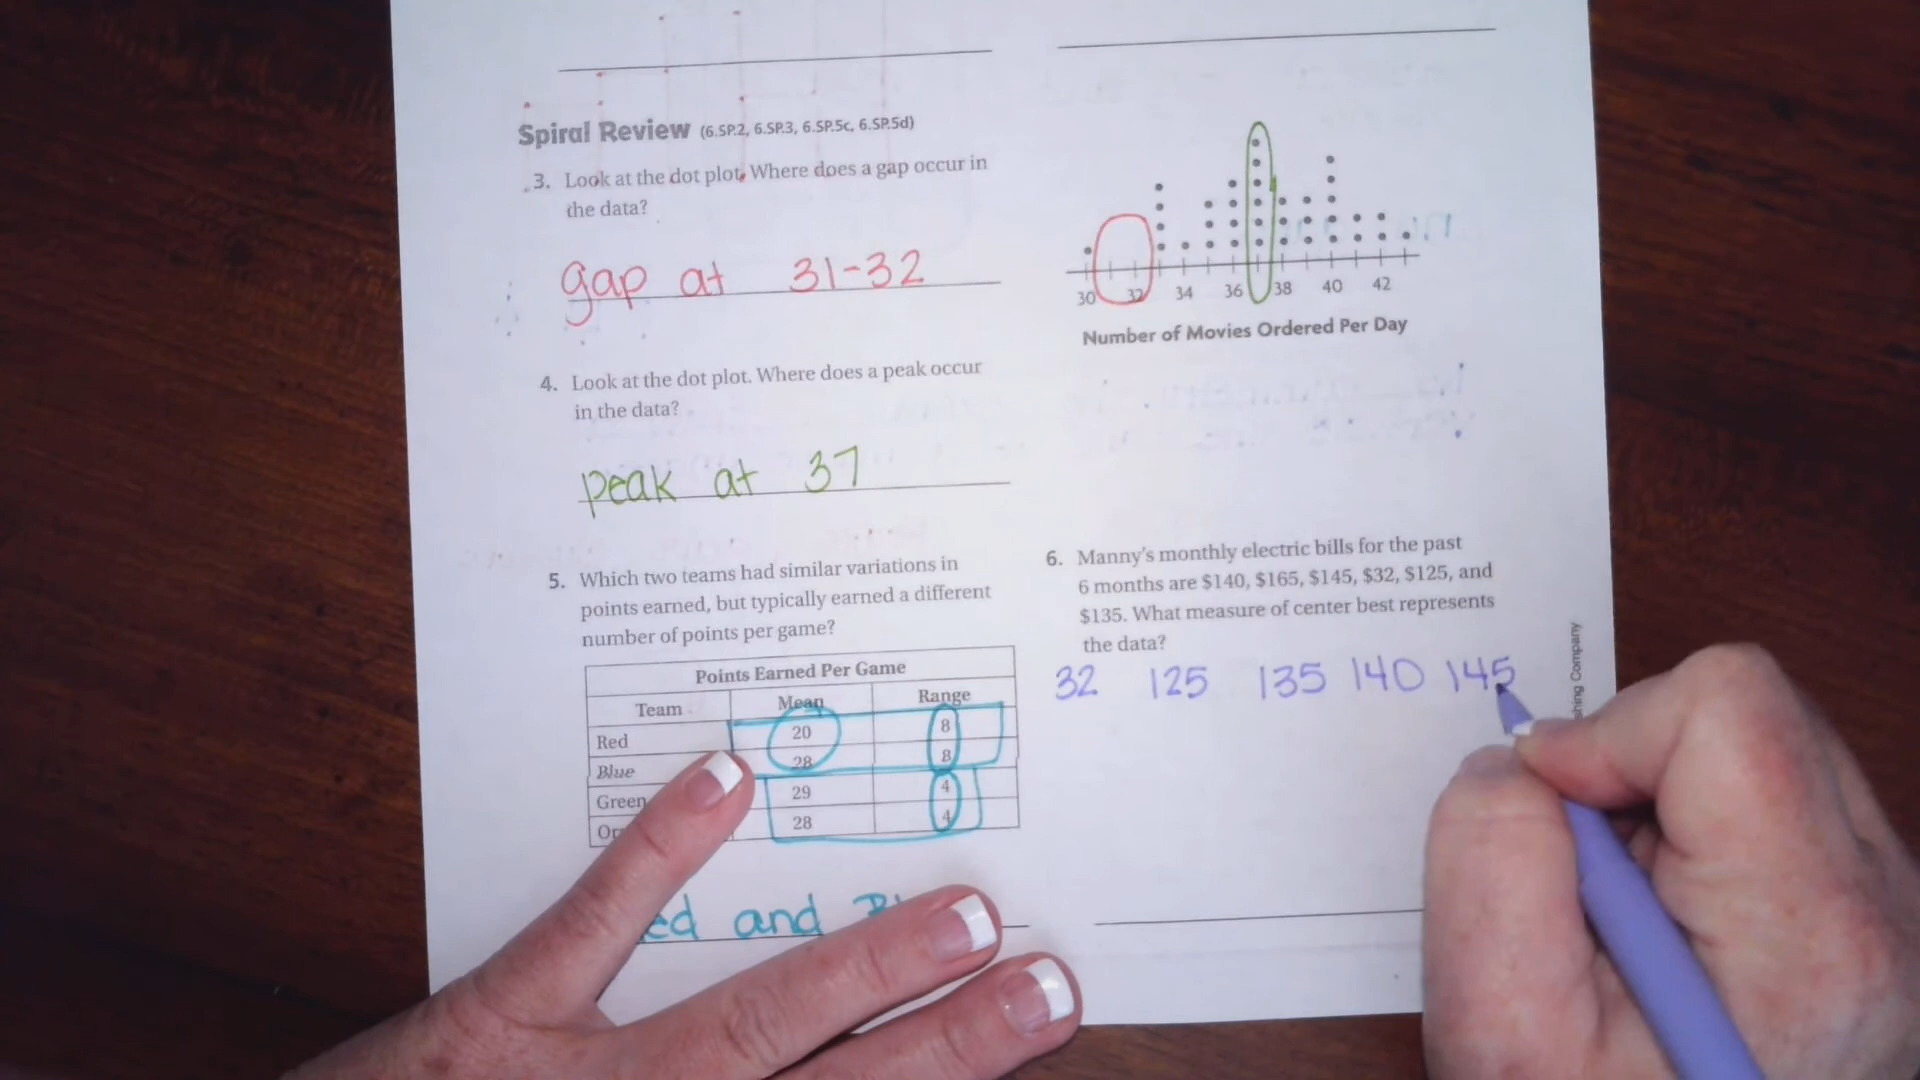 Spiral Review (6.SP.2, 6.SP.3, 6.SP.5c, 6.SP.5d)
3. Look at the dot plot. Where does a gap occur in
the data?
gap at 31-32
30 32 34 36 38 40 42
Number of Movies Ordered Per Day
4. Look at the dot plot. Where does a peak occur
in the data?
peak at 37
5. Which two teams had similar variations in
points earned, but typically earned a different
number of points per game?
Points Earned Per Game
Team Mean Range
Red 20 8
Blue 28 8
Green 29 4
28 4
and
6. Manny's monthly electric bills for the past
6 months are $140, $165, $145, $32, $125, and
$135. What measure of center best represents
the data?
32 125 135 140 145
Company